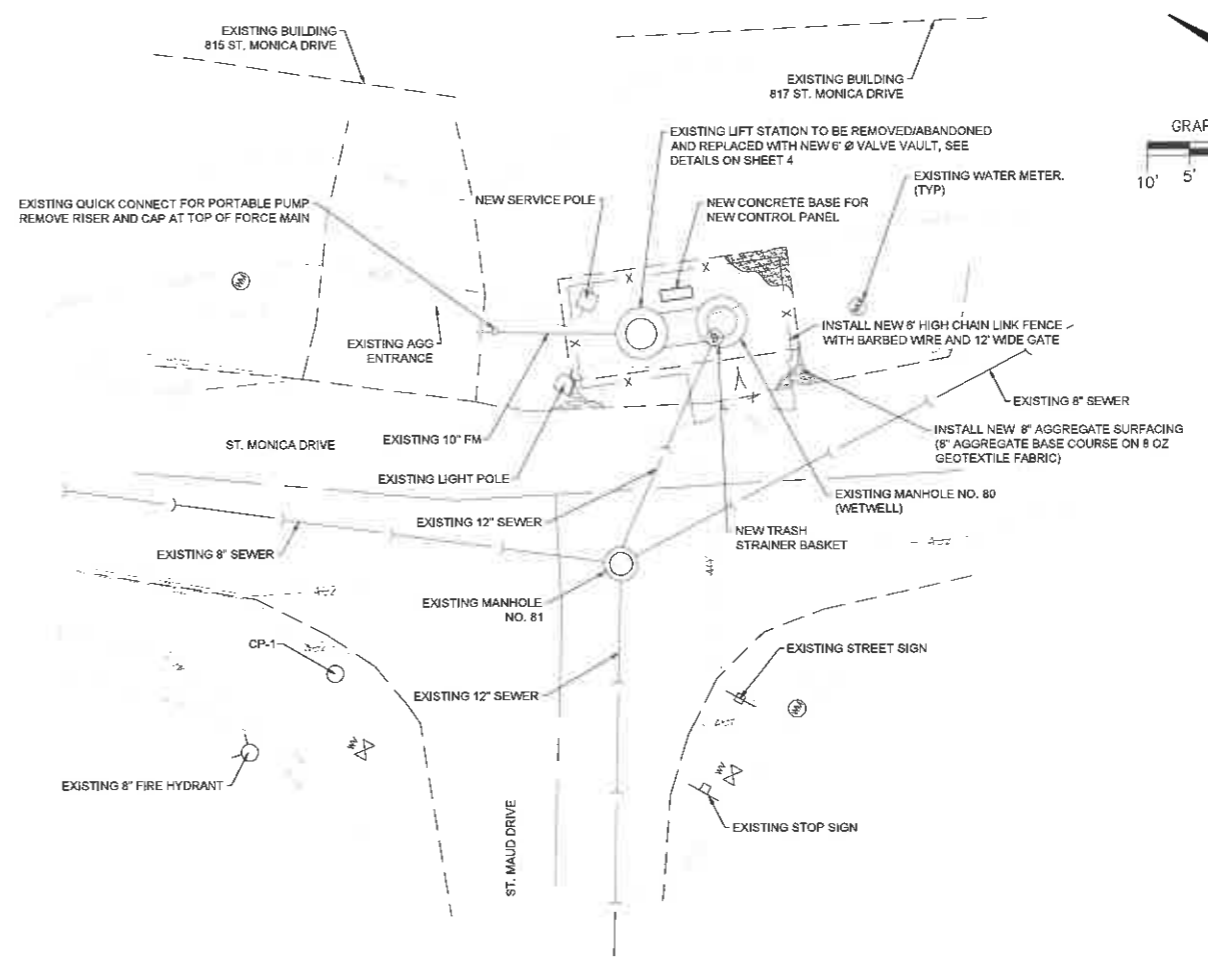 EXISTING BUILDING
815 ST. MONICA DRIVE
EXISTING BUILDING
817 ST. MONICA DRIVE
GRAP
10' 5'
EXISTING LIFT STATION TO BE REMOVED/ABANDONED
AND REPLACED WITH NEW 6' Ø VALVE VAULT, SEE
DETAILS ON SHEET 4
EXISTING WATER METER.
(TYP)
EXISTING QUICK CONNECT FOR PORTABLE PUMP
REMOVE RISER AND CAP AT TOP OF FORCE MAIN
NEW SERVICE POLE
NEW CONCRETE BASE FOR
NEW CONTROL PANEL
EXISTING AGG
ENTRANCE
INSTALL NEW 6' HIGH CHAIN LINK FENCE
WITH BARBED WIRE AND 12' WIDE GATE
EXISTING 8" SEWER
ST. MONICA DRIVE
EXISTING 10" FM
INSTALL NEW 8" AGGREGATE SURFACING
(8" AGGREGATE BASE COURSE ON 8 OZ
GEOTEXTILE FABRIC)
EXISTING LIGHT POLE
EXISTING MANHOLE NO. 80
(WETWELL)
EXISTING 12" SEWER
NEW TRASH
STRAINER BASKET
EXISTING 8" SEWER
EXISTING MANHOLE
NO. 81
CP-1
EXISTING STREET SIGN
EXISTING 12" SEWER
WV
WV
EXISTING 8" FIRE HYDRANT
ST. MAUD DRIVE
EXISTING STOP SIGN